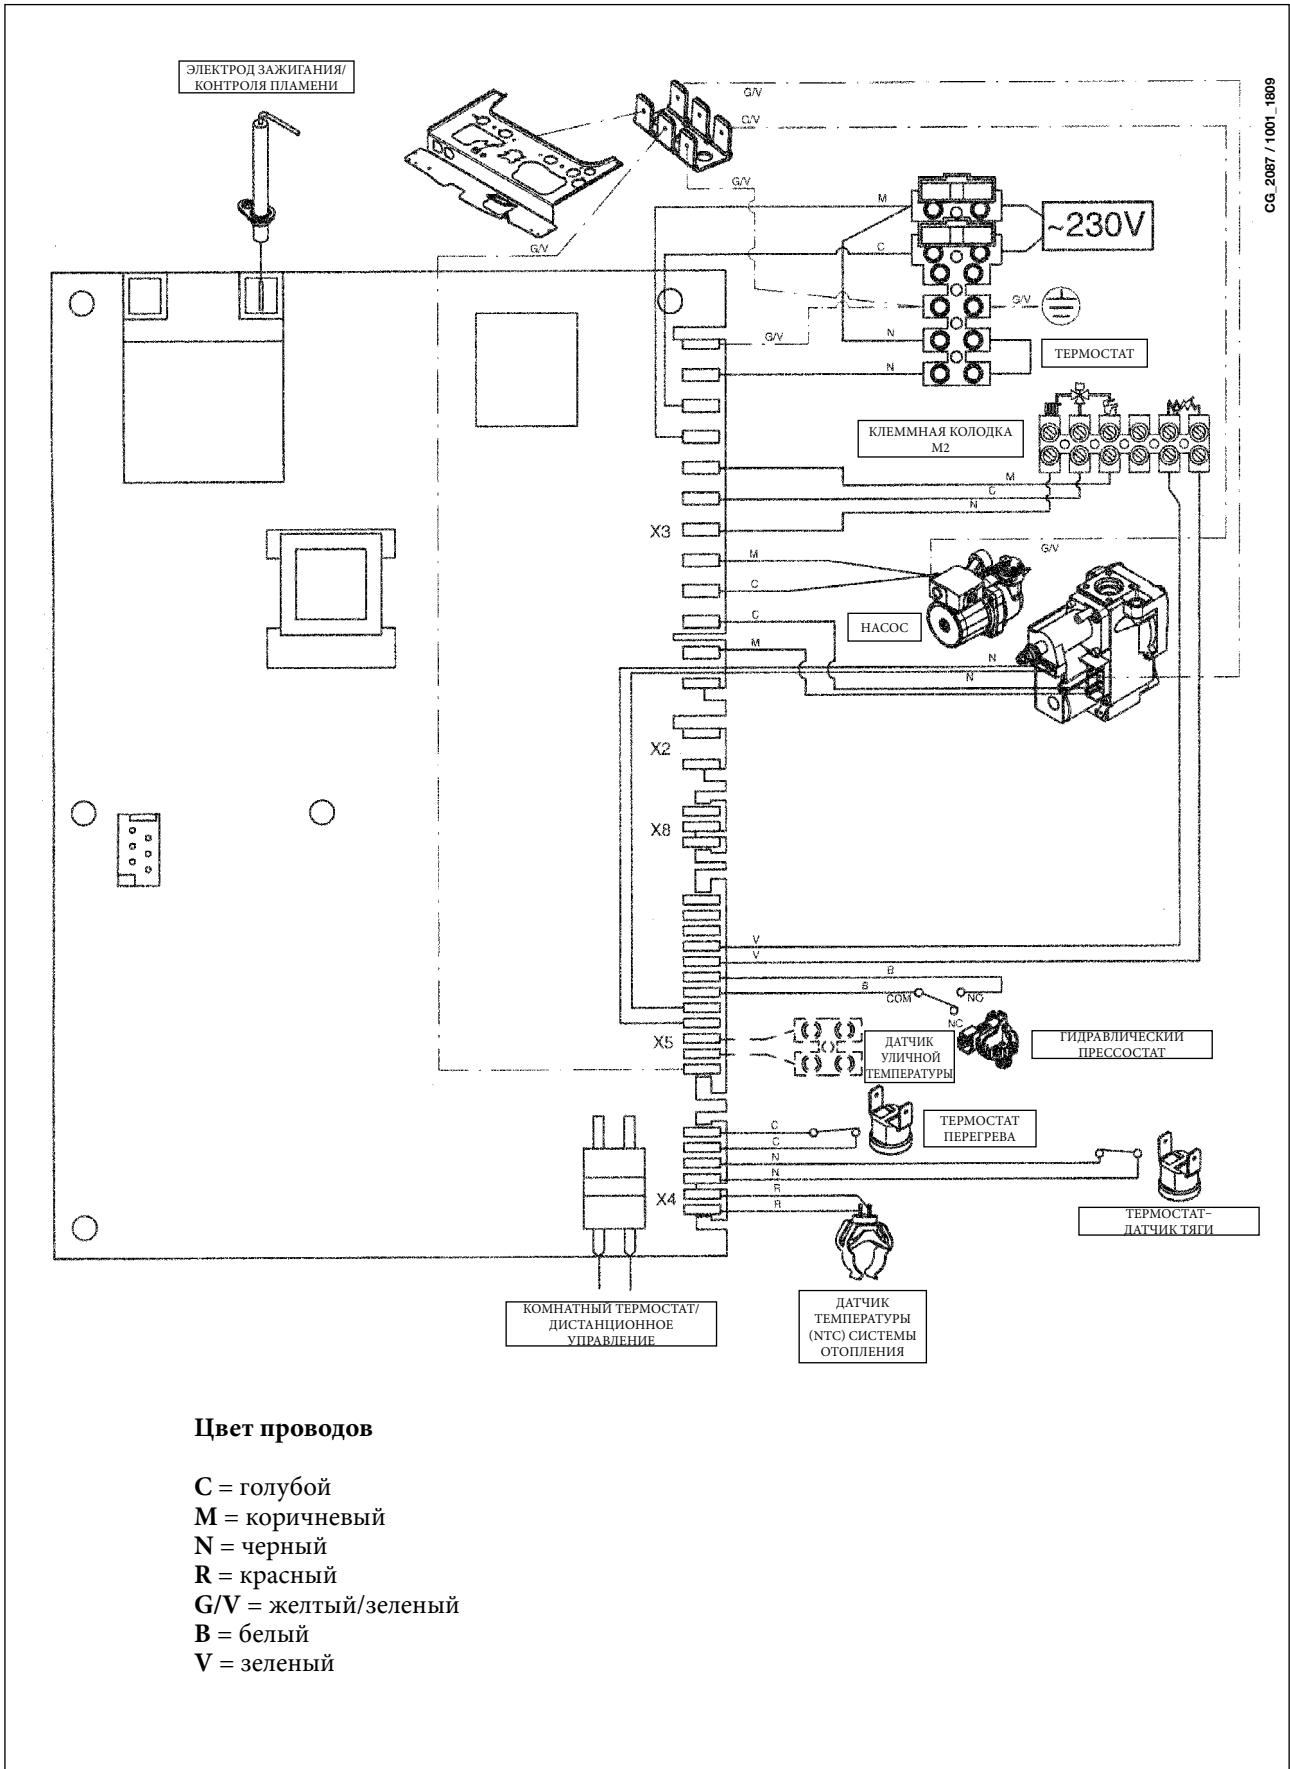 ЭЛЕКТРОД ЗАЖИГАНИЯ/
КОНТРОЛЯ ПЛАМЕНИ
CG_2087 / 1001_1809
G/V
G/V
G/V
G/V
M
C
~230V
G/V
G/V
N
N
ТЕРМОСТАТ
КЛЕММНАЯ КОЛОДКА
M2
M
C
N
X3
G/V
M
C
НАСОС
C
M
N
N
X2
X8
V
V
B
B
COM
NO
NC
X5
ДАТЧИК
УЛИЧНОЙ
ТЕМПЕРАТУРЫ
ГИДРАВЛИЧЕСКИЙ
ПРЕССОСТАТ
ТЕРМОСТАТ
ПЕРЕГРЕВА
C
C
N
N
R
R
X4
ТЕРМОСТАТ–
ДАТЧИК ТЯГИ
КОМНАТНЫЙ ТЕРМОСТАТ/
ДИСТАНЦИОННОЕ
УПРАВЛЕНИЕ
ДАТЧИК
ТЕМПЕРАТУРЫ
(NTC) СИСТЕМЫ
ОТОПЛЕНИЯ
Цвет проводов
C = голубой
M = коричневый
N = черный
R = красный
G/V = желтый/зеленый
B = белый
V = зеленый